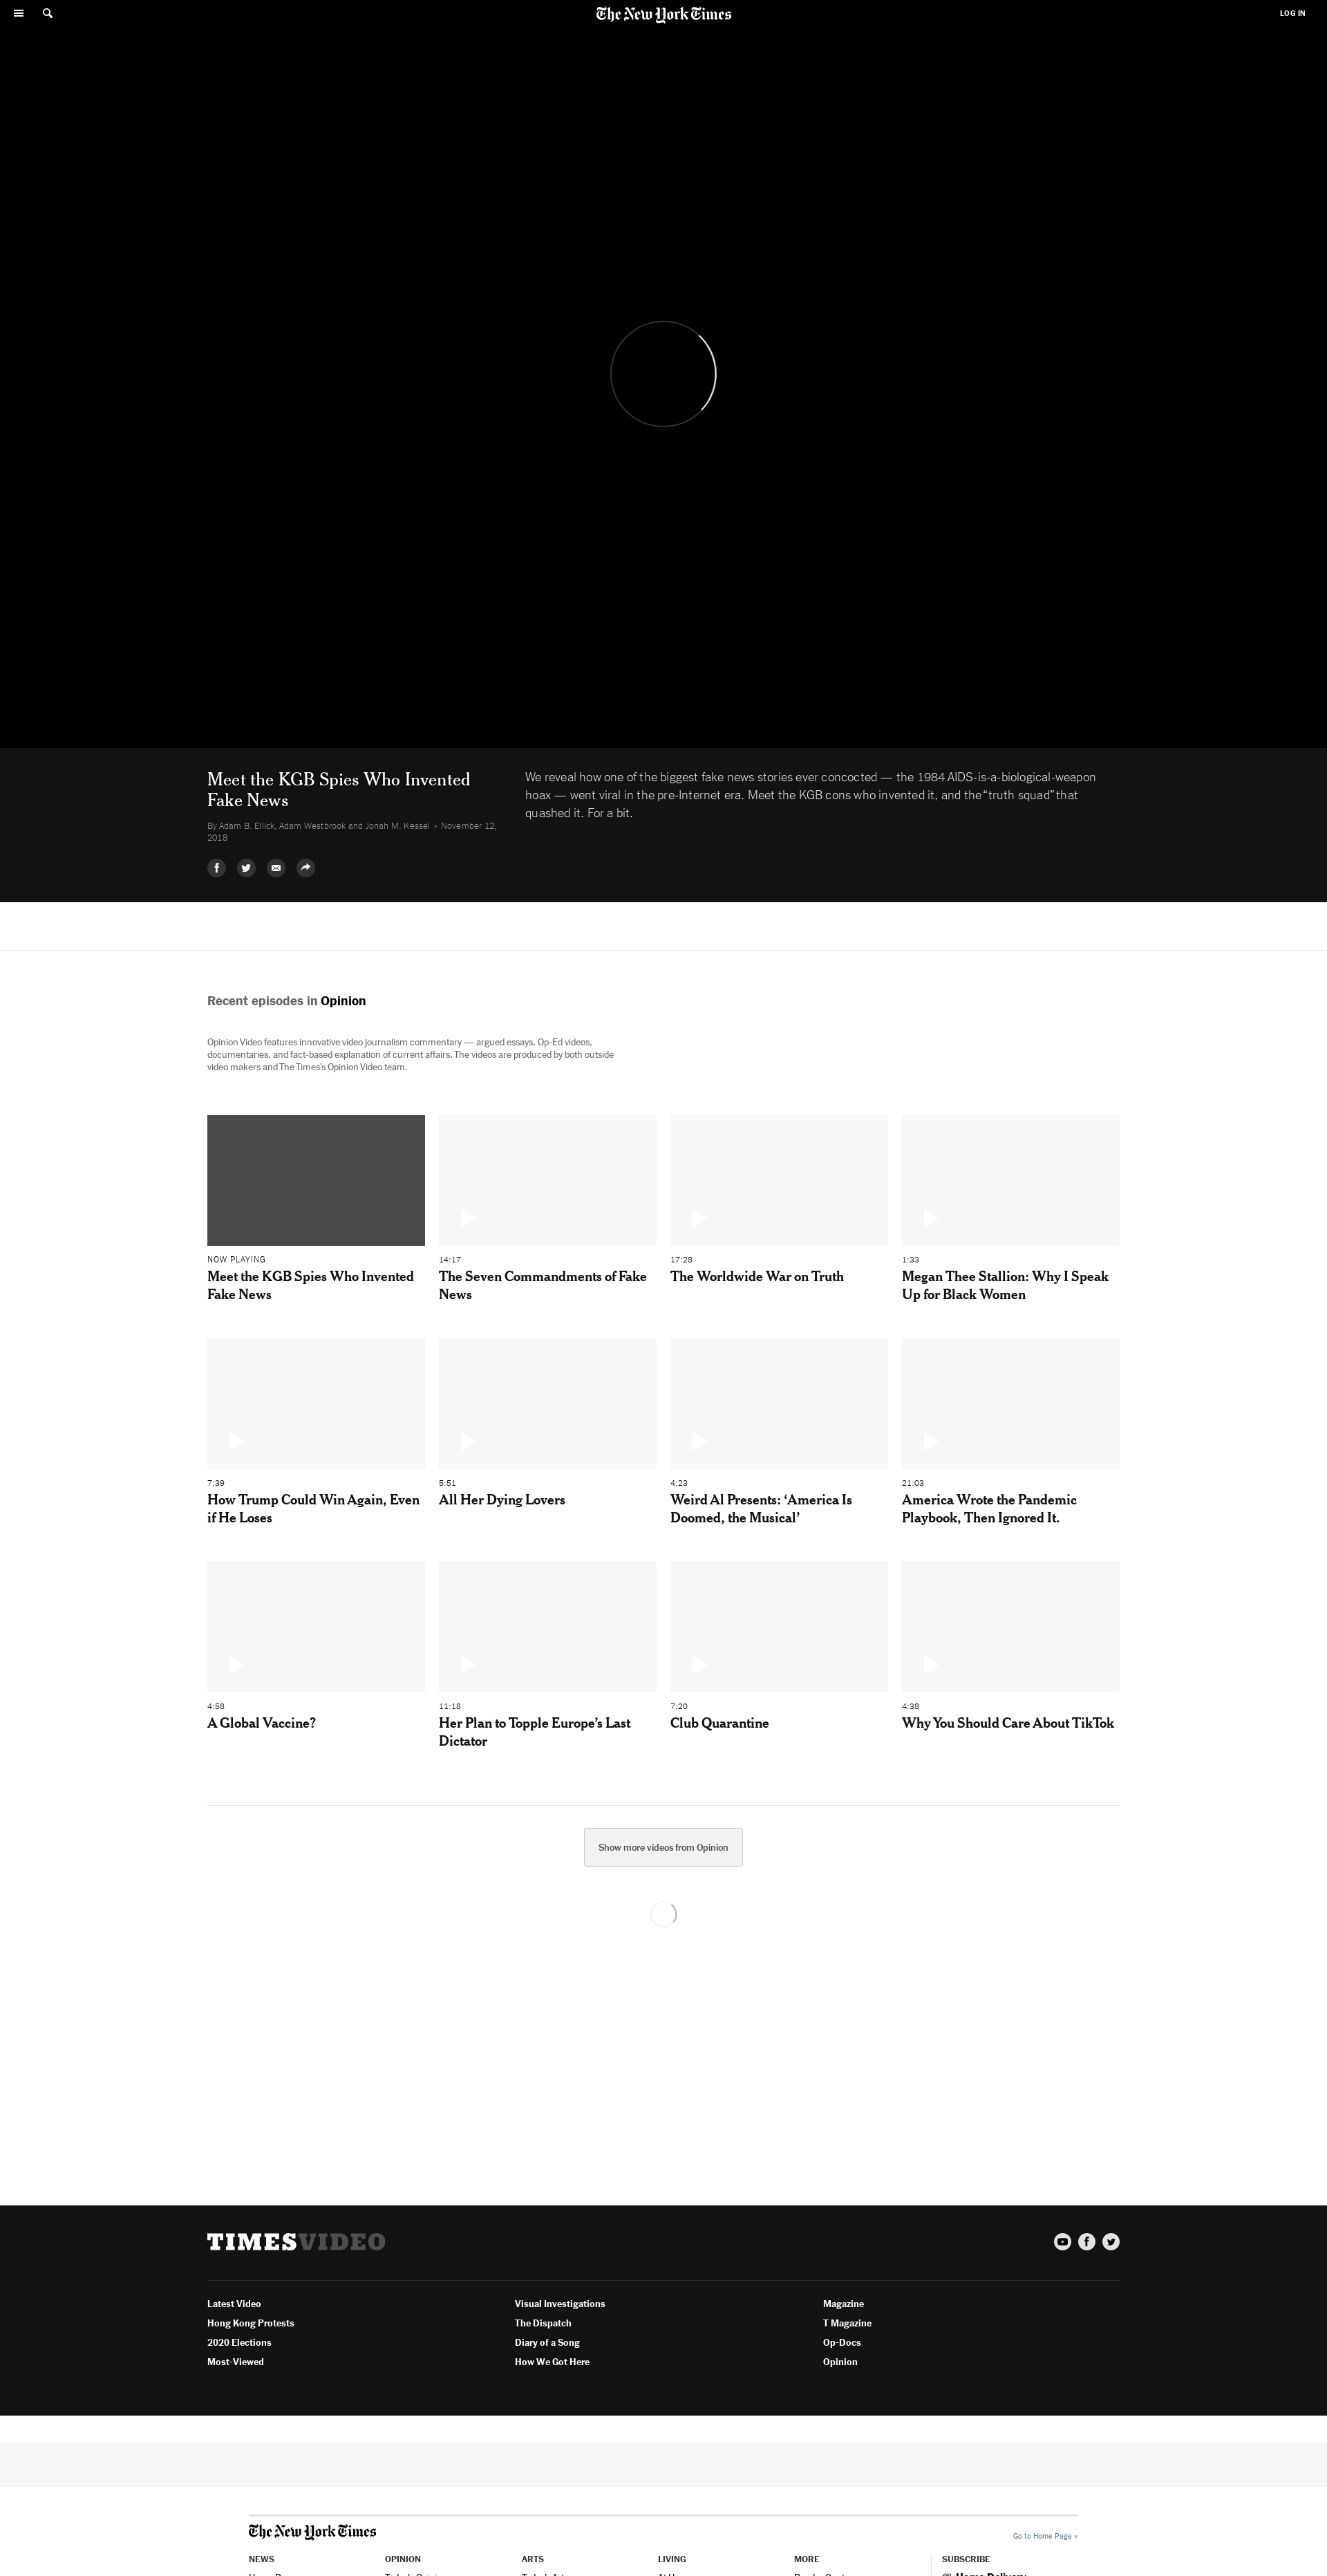 The New York Times
LOG IN
Meet the KGB Spies Who Invented
Fake News
By Adam B. Ellick, Adam Westbrook and Jonah M. Kessel • November 12,
2018
We reveal how one of the biggest fake news stories ever concocted — the 1984 AIDS-is-a-biological-weapon
hoax — went viral in the pre-Internet era. Meet the KGB cons who invented it, and the “truth squad” that
quashed it. For a bit.
Recent episodes in Opinion
Opinion Video features innovative video journalism commentary — argued essays, Op-Ed videos,
documentaries, and fact-based explanation of current affairs. The videos are produced by both outside
video makers and The Times’s Opinion Video team.
NOW PLAYING
Meet the KGB Spies Who Invented
Fake News
14:17
The Seven Commandments of Fake
News
17:28
The Worldwide War on Truth
1:33
Megan Thee Stallion: Why I Speak
Up for Black Women
7:39
How Trump Could Win Again, Even
if He Loses
5:51
All Her Dying Lovers
4:23
Weird Al Presents: ‘America Is
Doomed, the Musical’
21:03
America Wrote the Pandemic
Playbook, Then Ignored It.
4:58
A Global Vaccine?
11:18
Her Plan to Topple Europe’s Last
Dictator
7:20
Club Quarantine
4:38
Why You Should Care About TikTok
Show more videos from Opinion
TIMESVIDEO
Latest Video
Hong Kong Protests
2020 Elections
Most-Viewed
Visual Investigations
The Dispatch
Diary of a Song
How We Got Here
Magazine
T Magazine
Op-Docs
Opinion
The New York Times
Go to Home Page »
NEWS
OPINION
ARTS
LIVING
MORE
SUBSCRIBE
Home Delivery